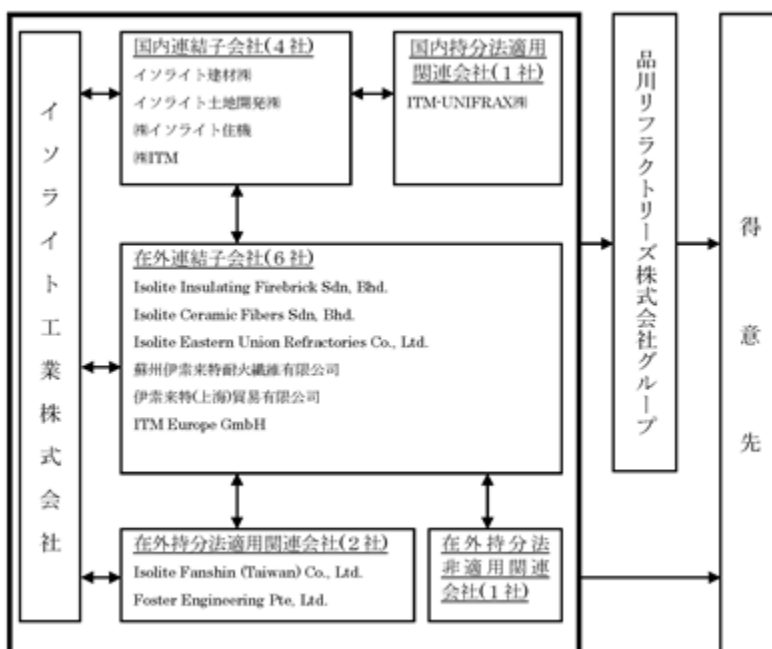 イソライト工業株式会社
国内連結子会社(4社)
イソライト建材㈱
イソライト土地開発㈱
㈱イソライト住機
㈱ITM
国内持分法適用
関連会社(1社)
ITM-UNIFRAX㈱
在外連結子会社(6社)
Isolite Insulating Firebrick Sdn, Bhd.
Isolite Ceramic Fibers Sdn, Bhd.
Isolite Eastern Union Refractories Co., Ltd.
蘇州伊索来特耐火繊維有限公司
伊索来特(上海)貿易有限公司
ITM Europe GmbH
在外持分法適用関連会社(2社)
Isolite Fanshin (Taiwan) Co., Ltd.
Foster Engineering Pte, Ltd.
在外持分法
非適用関連
会社(1社)
品川リフラクトリーズ株式会社グループ
得意先